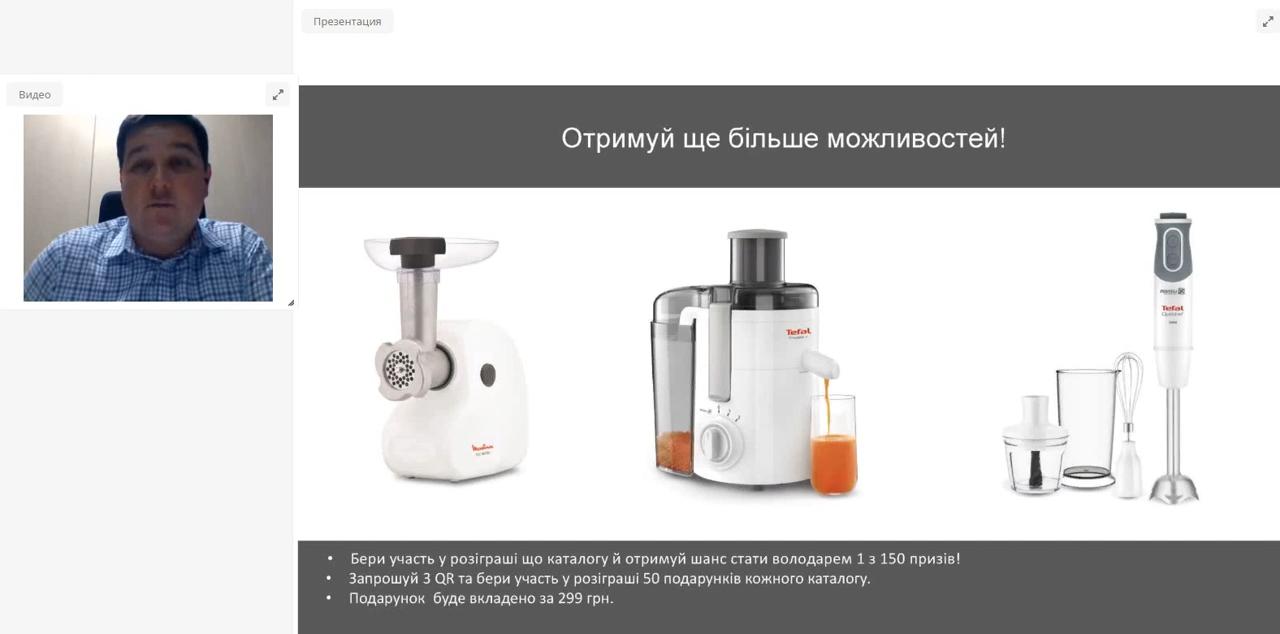 Презентация
Видео
Отримуй ще більше можливостей!
Moulinex
Tefal
Tefal
• Бери участь у розіграші що каталогу й отримуй шанс стати володарем 1 з 150 призів!
• Запрошуй 3 QR та бери участь у розіграші 50 подарунків кожного каталогу.
• Подарунок буде вкладено за 299 грн.